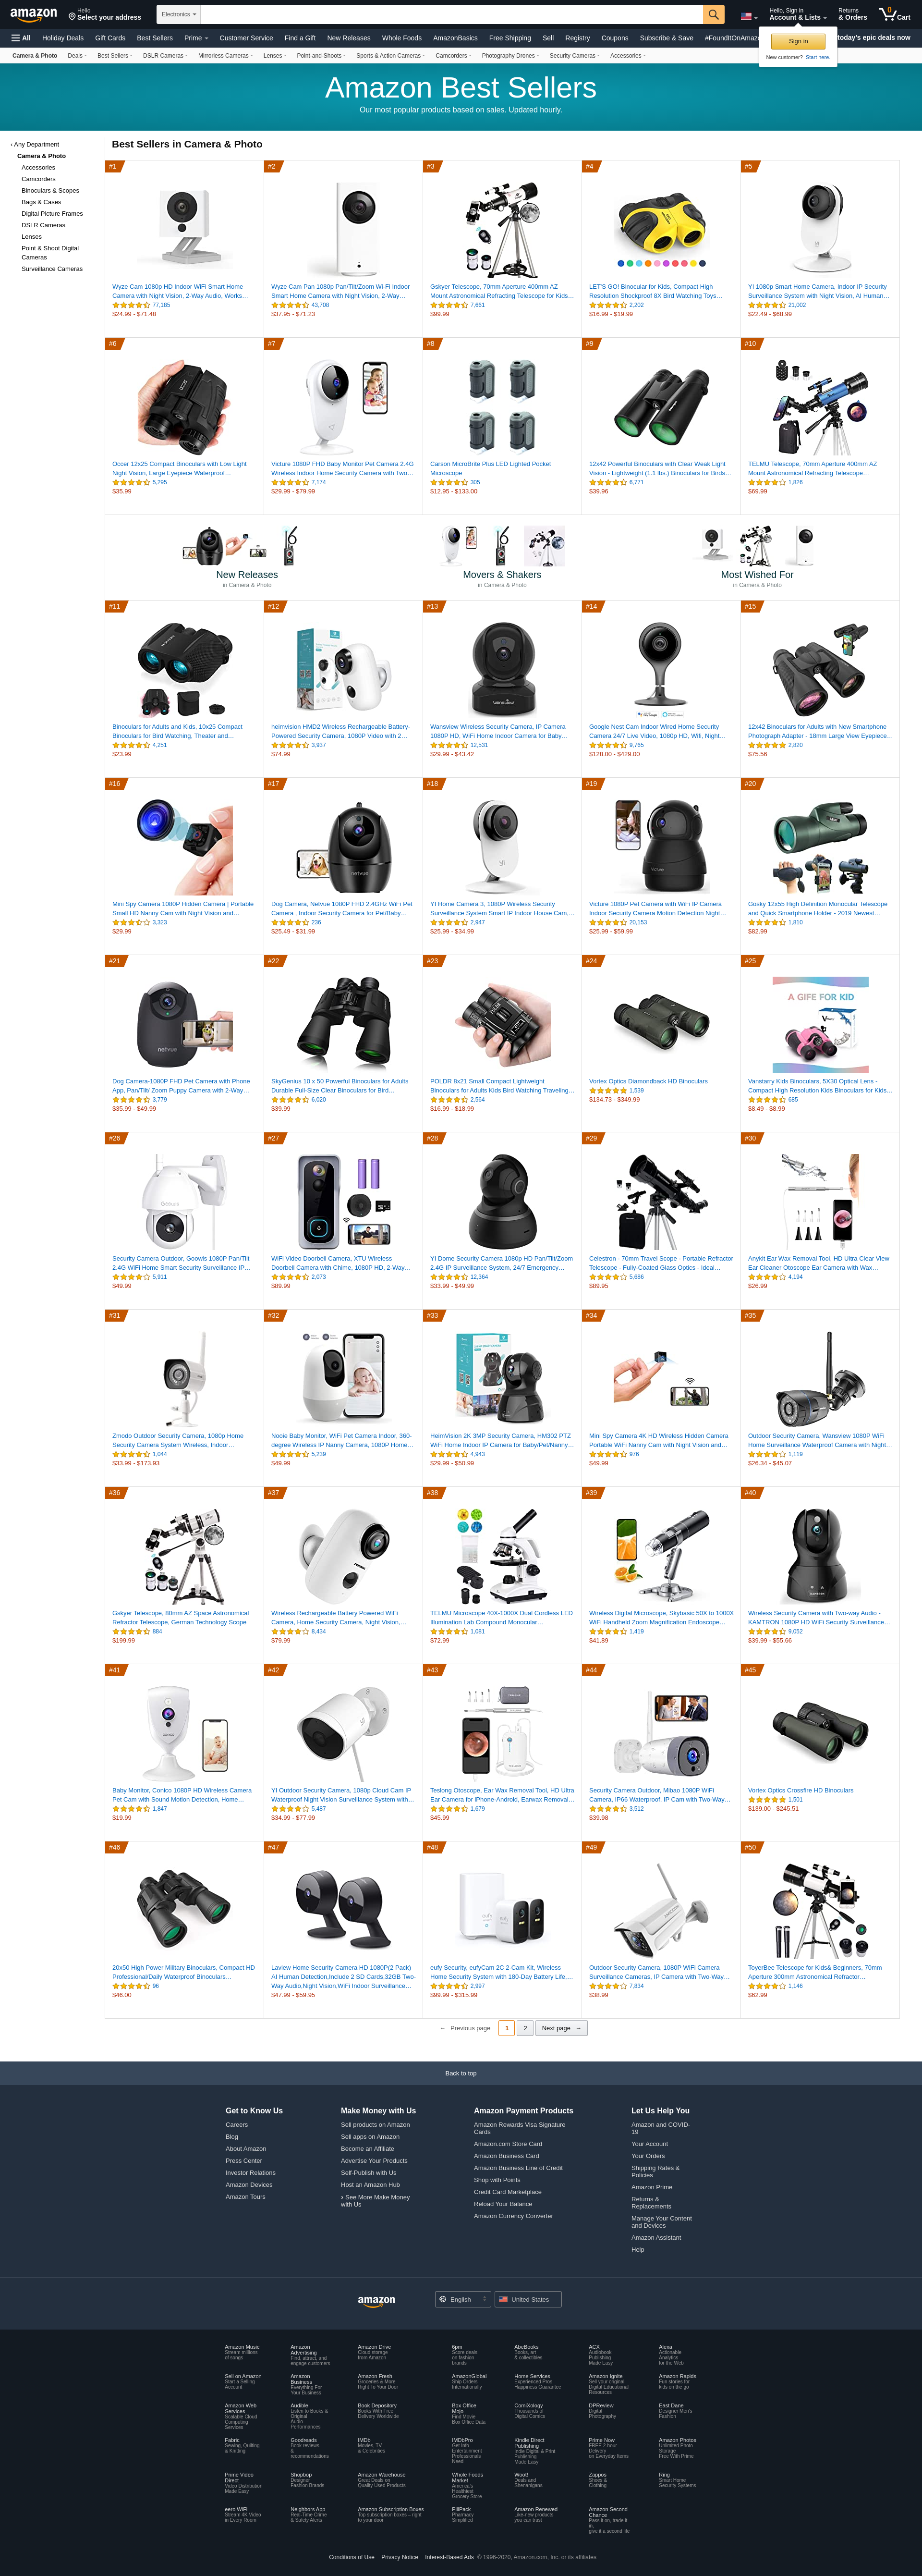 amazon
Hello
Select your address
Electronics
Hello, Sign in
Account & Lists
Returns
& Orders
0
Cart
All
Holiday Deals
Gift Cards
Best Sellers
Prime
Customer Service
Find a Gift
New Releases
Whole Foods
AmazonBasics
Free Shipping
Sell
Registry
Coupons
Subscribe & Save
#FoundItOnAmaz
today's epic deals now
Sign in
New customer? Start here.
Camera & Photo
Deals
Best Sellers
DSLR Cameras
Mirrorless Cameras
Lenses
Point-and-Shoots
Sports & Action Cameras
Camcorders
Photography Drones
Security Cameras
Accessories
Amazon Best Sellers
Our most popular products based on sales. Updated hourly.
‹ Any Department
Camera & Photo
Accessories
Camcorders
Binoculars & Scopes
Bags & Cases
Digital Picture Frames
DSLR Cameras
Lenses
Point & Shoot Digital
Cameras
Surveillance Cameras
Best Sellers in Camera & Photo
#1
Wyze Cam 1080p HD Indoor WiFi Smart Home
Camera with Night Vision, 2-Way Audio, Works…
77,185
$24.99 - $71.48
#2
Wyze Cam Pan 1080p Pan/Tilt/Zoom Wi-Fi Indoor
Smart Home Camera with Night Vision, 2-Way…
43,708
$37.95 - $71.23
#3
Gskyer Telescope, 70mm Aperture 400mm AZ
Mount Astronomical Refracting Telescope for Kids…
7,661
$99.99
#4
LET'S GO! Binocular for Kids, Compact High
Resolution Shockproof 8X Bird Watching Toys…
2,202
$16.99 - $19.99
#5
YI 1080p Smart Home Camera, Indoor IP Security
Surveillance System with Night Vision, AI Human…
21,002
$22.49 - $68.99
#6
Occer 12x25 Compact Binoculars with Low Light
Night Vision, Large Eyepiece Waterproof…
5,295
$35.99
#7
Victure 1080P FHD Baby Monitor Pet Camera 2.4G
Wireless Indoor Home Security Camera with Two…
7,174
$29.99 - $79.99
#8
Carson MicroBrite Plus LED Lighted Pocket
Microscope
305
$12.95 - $133.00
#9
12x42 Powerful Binoculars with Clear Weak Light
Vision - Lightweight (1.1 lbs.) Binoculars for Birds…
6,771
$39.96
#10
TELMU Telescope, 70mm Aperture 400mm AZ
Mount Astronomical Refracting Telescope…
1,826
$69.99
New Releases
in Camera & Photo
Movers & Shakers
in Camera & Photo
Most Wished For
in Camera & Photo
#11
Binoculars for Adults and Kids, 10x25 Compact
Binoculars for Bird Watching, Theater and…
4,251
$23.99
#12
heimvision HMD2 Wireless Rechargeable Battery-
Powered Security Camera, 1080P Video with 2…
3,937
$74.99
#13
Wansview Wireless Security Camera, IP Camera
1080P HD, WiFi Home Indoor Camera for Baby…
12,531
$29.99 - $43.42
#14
Google Nest Cam Indoor Wired Home Security
Camera 24/7 Live Video, 1080p HD, Wifi, Night…
9,765
$128.00 - $429.00
#15
12x42 Binoculars for Adults with New Smartphone
Photograph Adapter - 18mm Large View Eyepiece…
2,820
$75.56
#16
Mini Spy Camera 1080P Hidden Camera | Portable
Small HD Nanny Cam with Night Vision and…
3,323
$29.99
#17
netvue
Dog Camera, Netvue 1080P FHD 2.4GHz WiFi Pet
Camera , Indoor Security Camera for Pet/Baby…
236
$25.49 - $31.99
#18
YI Home Camera 3, 1080P Wireless Security
Surveillance System Smart IP Indoor House Cam,…
2,947
$25.99 - $34.99
#19
Victure
Victure 1080P Pet Camera with WiFi IP Camera
Indoor Security Camera Motion Detection Night…
20,153
$25.99 - $59.99
#20
Gosky 12x55 High Definition Monocular Telescope
and Quick Smartphone Holder - 2019 Newest…
1,810
$82.99
#21
netvue
Dog Camera-1080P FHD Pet Camera with Phone
App, Pan/Tilt/ Zoom Puppy Camera with 2-Way…
3,779
$35.99 - $49.99
#22
SkyGenius 10 x 50 Powerful Binoculars for Adults
Durable Full-Size Clear Binoculars for Bird…
6,020
$39.99
#23
POLDR 8x21 Small Compact Lightweight
Binoculars for Adults Kids Bird Watching Traveling…
2,564
$16.99 - $18.99
#24
Vortex Optics Diamondback HD Binoculars
1,539
$134.73 - $349.99
#25
A GIFE FOR KID
Vanstarry Kids Binoculars, 5X30 Optical Lens -
Compact High Resolution Kids Binoculars for Kids…
685
$8.49 - $8.99
#26
Security Camera Outdoor, Goowls 1080P Pan/Tilt
2.4G WiFi Home Smart Security Surveillance IP…
5,911
$49.99
#27
WiFi Video Doorbell Camera, XTU Wireless
Doorbell Camera with Chime, 1080P HD, 2-Way…
2,073
$89.99
#28
YI Dome Security Camera 1080p HD Pan/Tilt/Zoom
2.4G IP Surveillance System, 24/7 Emergency…
12,364
$33.99 - $49.99
#29
Celestron - 70mm Travel Scope - Portable Refractor
Telescope - Fully-Coated Glass Optics - Ideal…
5,686
$89.95
#30
Anykit Ear Wax Removal Tool, HD Ultra Clear View
Ear Cleaner Otoscope Ear Camera with Wax…
4,194
$26.99
#31
Zmodo Outdoor Security Camera, 1080p Home
Security Camera System Wireless, Indoor…
1,044
$33.99 - $173.93
#32
Nooie Baby Monitor, WiFi Pet Camera Indoor, 360-
degree Wireless IP Nanny Camera, 1080P Home…
5,239
$49.99
#33
HeimVision 2K 3MP Security Camera, HM302 PTZ
WiFi Home Indoor IP Camera for Baby/Pet/Nanny…
4,943
$29.99 - $50.99
#34
Mini Spy Camera 4K HD Wireless Hidden Camera
Portable WiFi Nanny Cam with Night Vision and…
976
$49.99
#35
Outdoor Security Camera, Wansview 1080P WiFi
Home Surveillance Waterproof Camera with Night…
1,119
$26.34 - $45.07
#36
Gskyer Telescope, 80mm AZ Space Astronomical
Refractor Telescope, German Technology Scope
884
$199.99
#37
Wireless Rechargeable Battery Powered WiFi
Camera, Home Security Camera, Night Vision,…
8,434
$79.99
#38
TELMU Microscope 40X-1000X Dual Cordless LED
Illumination Lab Compound Monocular…
1,081
$72.99
#39
Wireless Digital Microscope, Skybasic 50X to 1000X
WiFi Handheld Zoom Magnification Endoscope…
1,419
$41.89
#40
Wireless Security Camera with Two-way Audio -
KAMTRON 1080P HD WiFi Security Surveillance…
9,052
$39.99 - $55.66
#41
Baby Monitor, Conico 1080P HD Wireless Camera
Pet Cam with Sound Motion Detection, Home…
1,847
$19.99
#42
YI Outdoor Security Camera, 1080p Cloud Cam IP
Waterproof Night Vision Surveillance System with…
5,487
$34.99 - $77.99
#43
Teslong Otoscope, Ear Wax Removal Tool, HD Ultra
Ear Camera for iPhone-Android, Earwax Removal…
1,679
$45.99
#44
Security Camera Outdoor, Mibao 1080P WiFi
Camera, IP66 Waterproof, IP Cam with Two-Way…
3,512
$39.98
#45
Vortex Optics Crossfire HD Binoculars
1,501
$139.00 - $245.51
#46
20x50 High Power Military Binoculars, Compact HD
Professional/Daily Waterproof Binoculars…
96
$46.00
#47
Laview Home Security Camera HD 1080P(2 Pack)
AI Human Detection,Include 2 SD Cards,32GB Two-
Way Audio,Night Vision,WiFi Indoor Surveillance…
$47.99 - $59.95
#48
eufy
eufy Security, eufyCam 2C 2-Cam Kit, Wireless
Home Security System with 180-Day Battery Life,…
2,997
$99.99 - $315.99
#49
Outdoor Security Camera, 1080P WiFi Camera
Surveillance Cameras, IP Camera with Two-Way…
7,834
$38.99
#50
ToyerBee Telescope for Kids& Beginners, 70mm
Aperture 300mm Astronomical Refractor…
1,146
$62.99
← Previous page 1 2 Next page →
Back to top
Get to Know Us
Careers
Blog
About Amazon
Press Center
Investor Relations
Amazon Devices
Amazon Tours
Make Money with Us
Sell products on Amazon
Sell apps on Amazon
Become an Affiliate
Advertise Your Products
Self-Publish with Us
Host an Amazon Hub
› See More Make Money
with Us
Amazon Payment Products
Amazon Rewards Visa Signature
Cards
Amazon.com Store Card
Amazon Business Card
Amazon Business Line of Credit
Shop with Points
Credit Card Marketplace
Reload Your Balance
Amazon Currency Converter
Let Us Help You
Amazon and COVID-
19
Your Account
Your Orders
Shipping Rates &
Policies
Amazon Prime
Returns &
Replacements
Manage Your Content
and Devices
Amazon Assistant
Help
amazon
English
United States
Amazon Music
Stream millions
of songs
Amazon
Advertising
Find, attract, and
engage customers
Amazon Drive
Cloud storage
from Amazon
6pm
Score deals
on fashion
brands
AbeBooks
Books, art
& collectibles
ACX
Audiobook
Publishing
Made Easy
Alexa
Actionable
Analytics
for the Web
Sell on Amazon
Start a Selling
Account
Amazon
Business
Everything For
Your Business
Amazon Fresh
Groceries & More
Right To Your Door
AmazonGlobal
Ship Orders
Internationally
Home Services
Experienced Pros
Happiness Guarantee
Amazon Ignite
Sell your original
Digital Educational
Resources
Amazon Rapids
Fun stories for
kids on the go
Amazon Web
Services
Scalable Cloud
Computing
Services
Audible
Listen to Books &
Original
Audio
Performances
Book Depository
Books With Free
Delivery Worldwide
Box Office
Mojo
Find Movie
Box Office Data
ComiXology
Thousands of
Digital Comics
DPReview
Digital
Photography
East Dane
Designer Men's
Fashion
Fabric
Sewing, Quilting
& Knitting
Goodreads
Book reviews
&
recommendations
IMDb
Movies, TV
& Celebrities
IMDbPro
Get Info
Entertainment
Professionals
Need
Kindle Direct
Publishing
Indie Digital & Print
Publishing
Made Easy
Prime Now
FREE 2-hour
Delivery
on Everyday Items
Amazon Photos
Unlimited Photo
Storage
Free With Prime
Prime Video
Direct
Video Distribution
Made Easy
Shopbop
Designer
Fashion Brands
Amazon Warehouse
Great Deals on
Quality Used Products
Whole Foods
Market
America's
Healthiest
Grocery Store
Woot!
Deals and
Shenanigans
Zappos
Shoes &
Clothing
Ring
Smart Home
Security Systems
eero WiFi
Stream 4K Video
in Every Room
Neighbors App
Real-Time Crime
& Safety Alerts
Amazon Subscription Boxes
Top subscription boxes – right
to your door
PillPack
Pharmacy
Simplified
Amazon Renewed
Like-new products
you can trust
Amazon Second
Chance
Pass it on, trade it
in,
give it a second life
Conditions of Use Privacy Notice Interest-Based Ads © 1996-2020, Amazon.com, Inc. or its affiliates